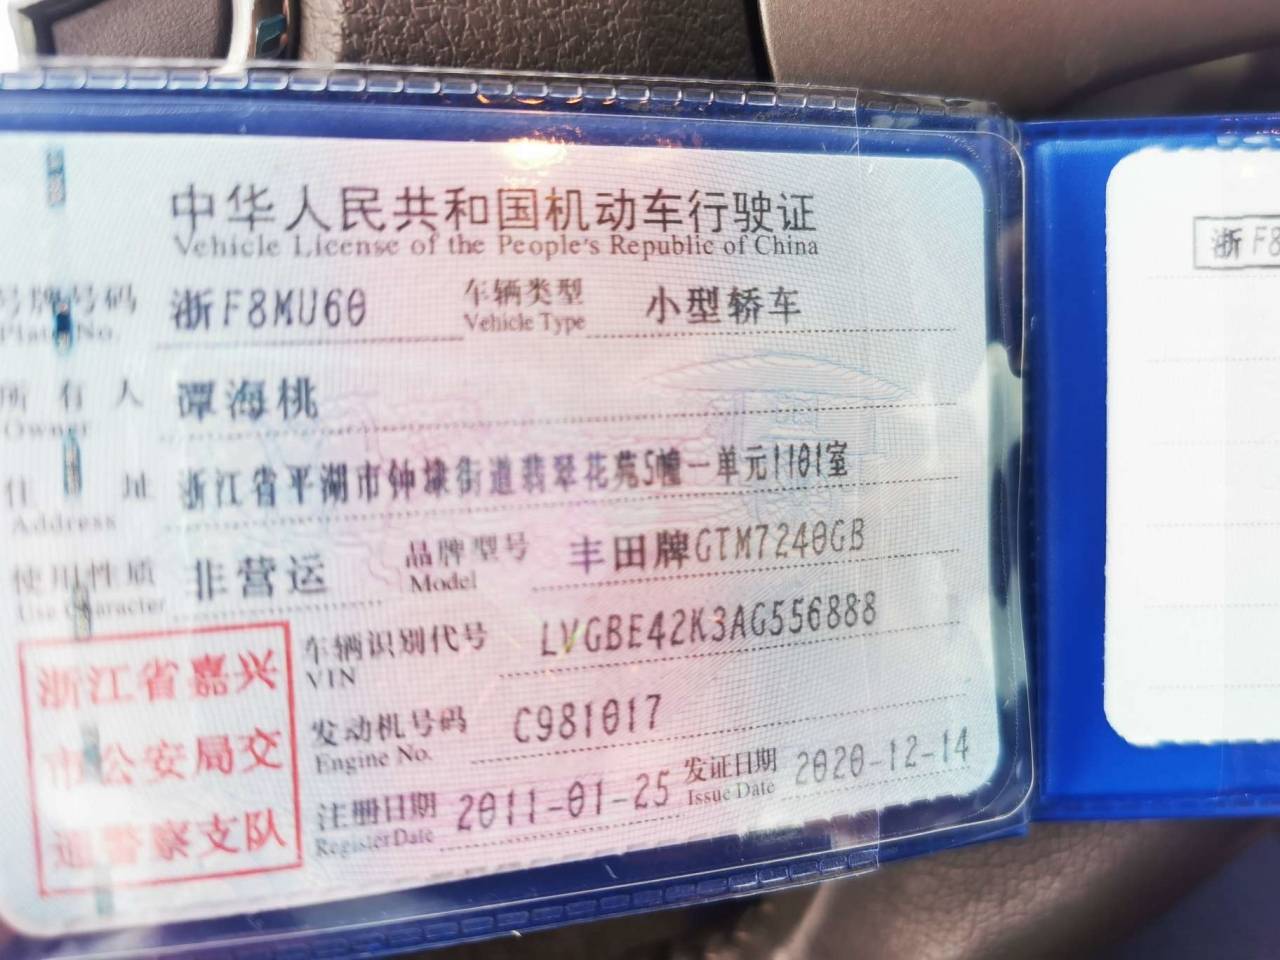 中华人民共和国机动车行驶证
Vehicle License of the People's Republic of China
号牌号码 浙F8MU60 车辆类型 小型轿车
Plate No. Vehicle Type
所有人 谭海桃
Owner
住址 浙江省平湖市钟埭街道翡翠花苑5幢一单元1101室
Address
使用性质 非营运 品牌型号 丰田牌GTM7240GB
Use Character Model
车辆识别代号 LVGBE42K3AG556888
VIN
发动机号码 C981017
Engine No.
注册日期 2011-01-25 发证日期 2020-12-14
Register Date Issue Date
浙江省嘉兴
市公安局交
通警察支队
浙F8